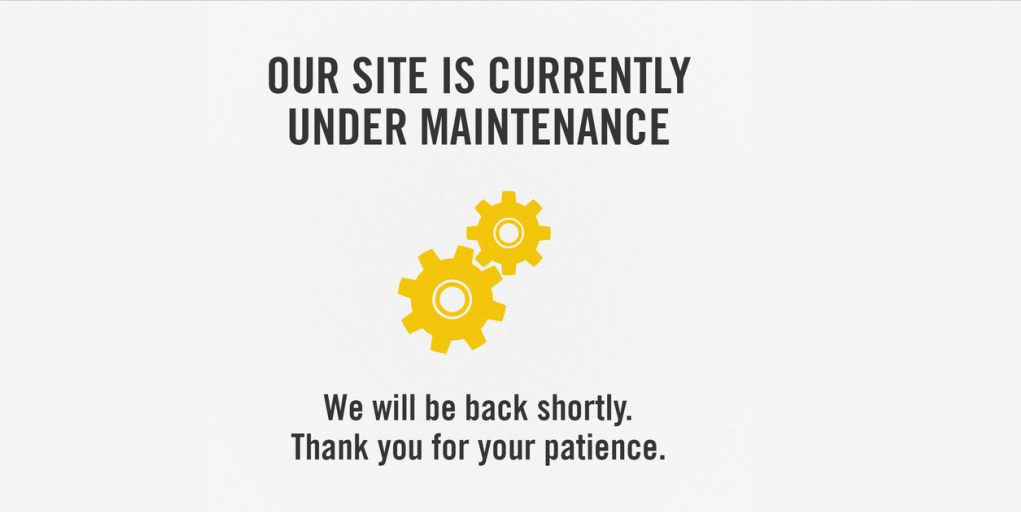 OUR SITE IS CURRENTLY
UNDER MAINTENANCE
We will be back shortly.
Thank you for your patience.